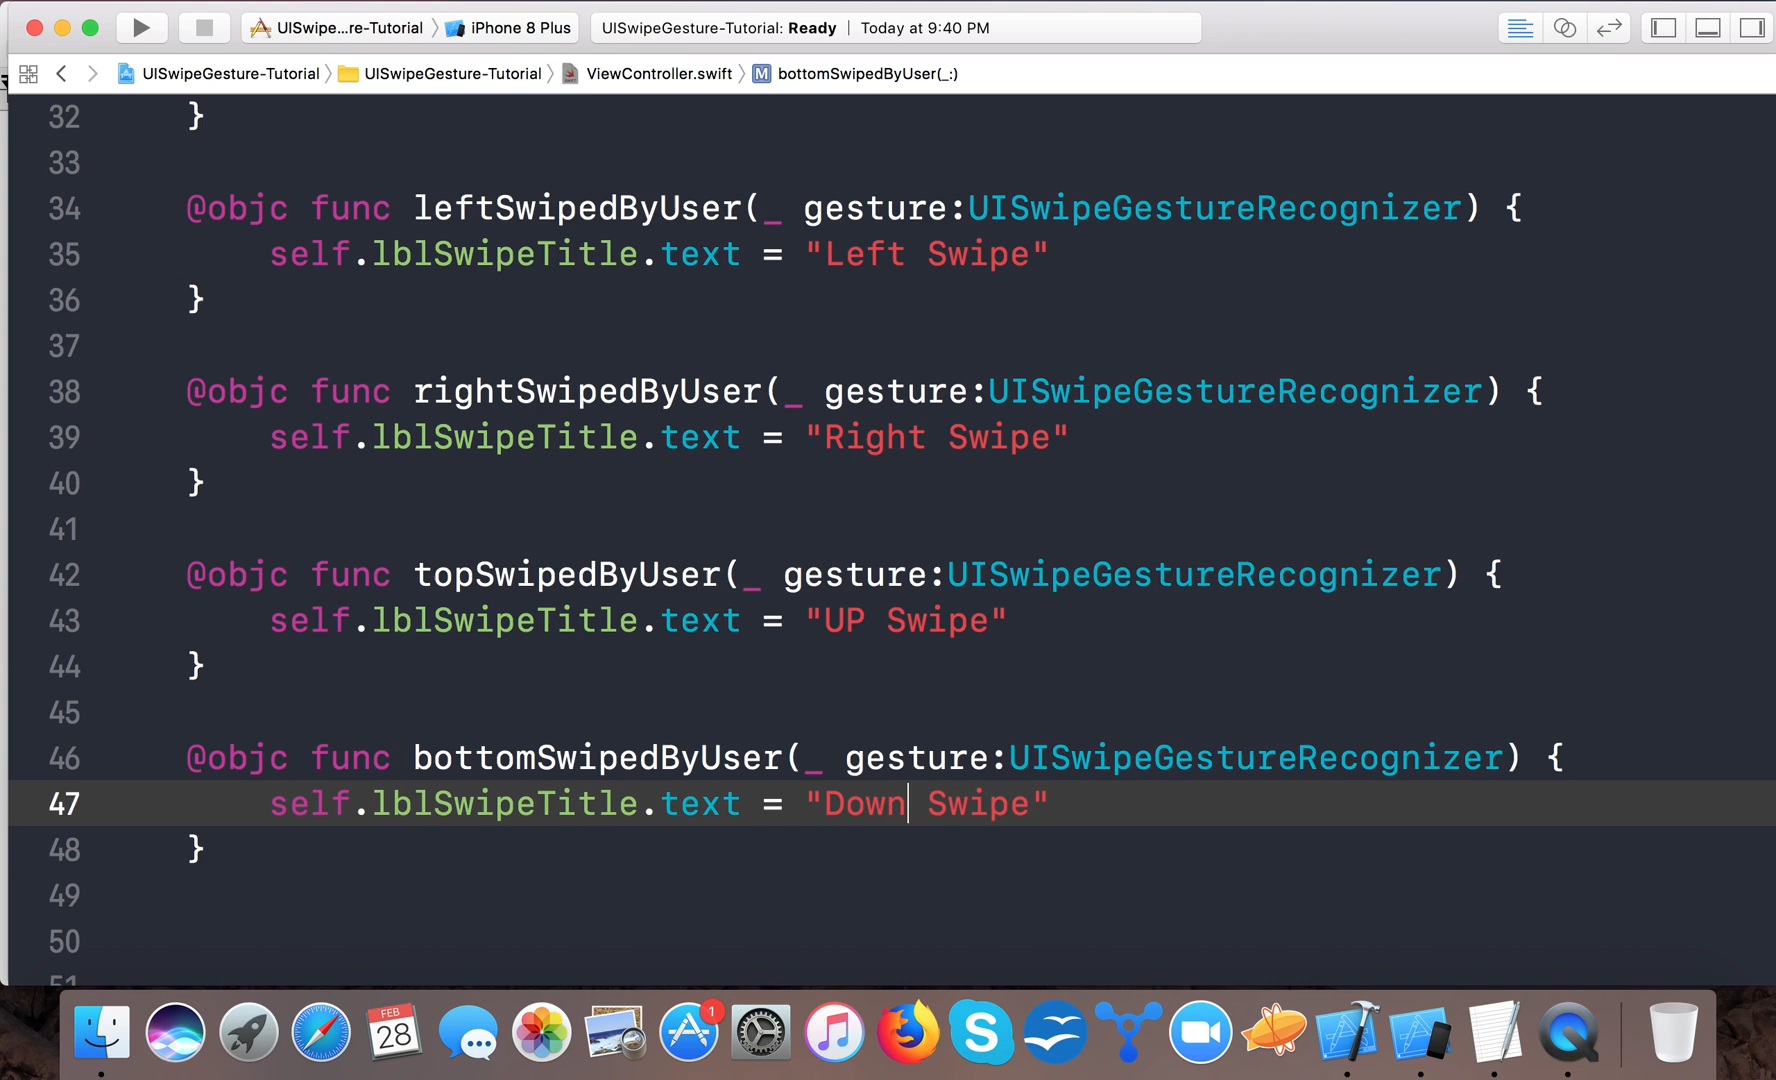 UISwipe...re-Tutorial 〉 iPhone 8 Plus
UISwipeGesture-Tutorial: Ready | Today at 9:40 PM
UISwipeGesture-Tutorial 〉 UISwipeGesture-Tutorial 〉 ViewController.swift 〉 M bottomSwipedByUser(_:)
32 }
33
34 @objc func leftSwipedByUser(_ gesture:UISwipeGestureRecognizer) {
35 self.lblSwipeTitle.text = "Left Swipe"
36 }
37
38 @objc func rightSwipedByUser(_ gesture:UISwipeGestureRecognizer) {
39 self.lblSwipeTitle.text = "Right Swipe"
40 }
41
42 @objc func topSwipedByUser(_ gesture:UISwipeGestureRecognizer) {
43 self.lblSwipeTitle.text = "UP Swipe"
44 }
45
46 @objc func bottomSwipedByUser(_ gesture:UISwipeGestureRecognizer) {
47 self.lblSwipeTitle.text = "Down Swipe"
48 }
49
50
51
FEB
28
1
S